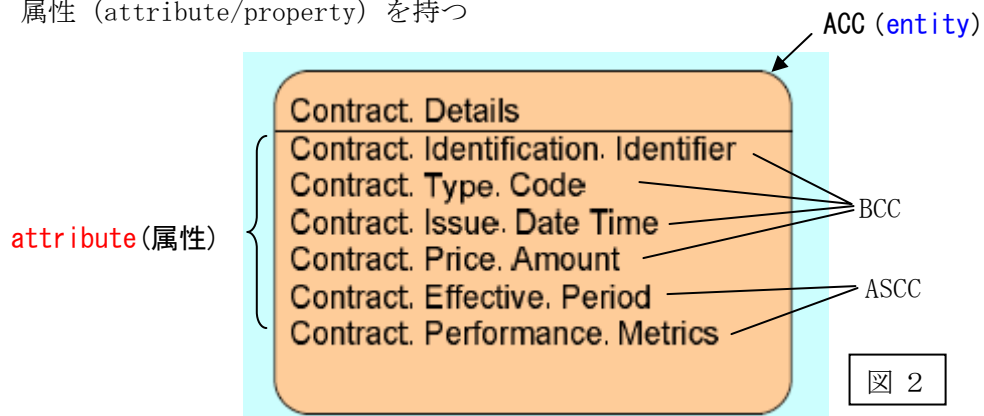 属性 (attribute/property) を持つ
ACC (entity)
Contract. Details
Contract. Identification. Identifier
Contract. Type. Code
Contract. Issue. Date Time
Contract. Price. Amount
Contract. Effective. Period
Contract. Performance. Metrics
attribute(属性)
BCC
ASCC
図 2